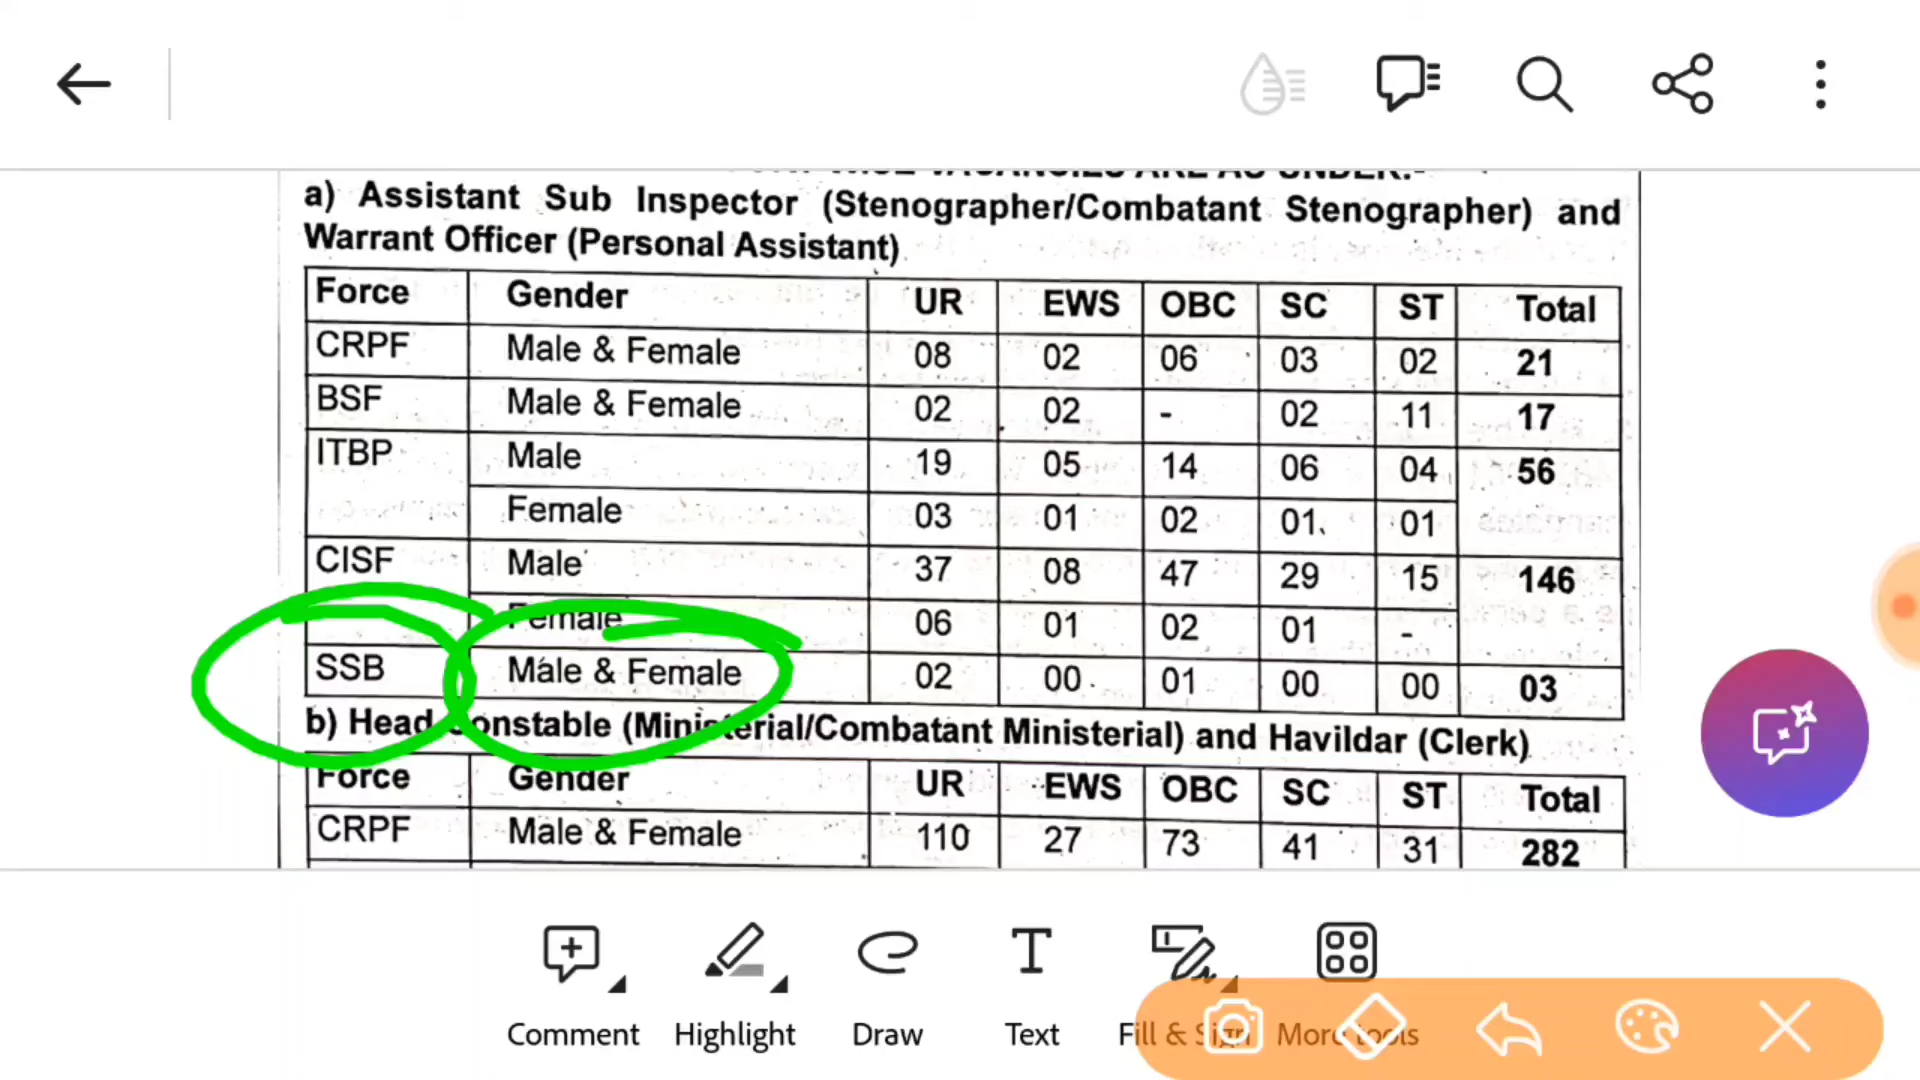 a) Assistant Sub Inspector (Stenographer/Combatant Stenographer) and
Warrant Officer (Personal Assistant)
Force Gender UR EWS OBC SC ST Total
CRPF Male & Female 08 02 06 03 02 21
BSF Male & Female 02 02 - 02 11 17
ITBP Male 19 05 14 06 04 56
Female 03 01 02 01 01
CISF Male 37 08 47 29 15 146
Female 06 01 02 01 -
SSB Male & Female 02 00 01 00 00 03
b) Head Constable (Ministerial/Combatant Ministerial) and Havildar (Clerk)
Force Gender UR EWS OBC SC ST Total
CRPF Male & Female 110 27 73 41 31 282
Comment Highlight Draw Text Fill & Sign More tools